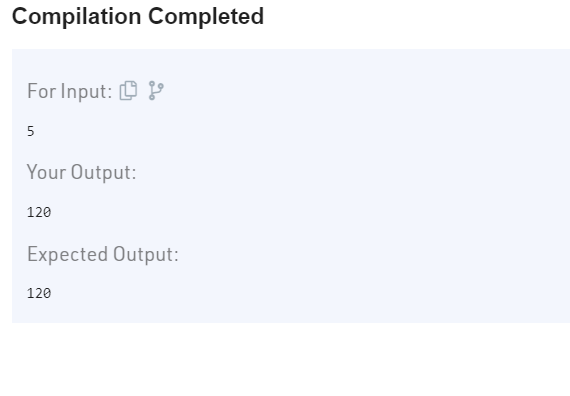 Compilation Completed
For Input:
5
Your Output:
120
Expected Output:
120